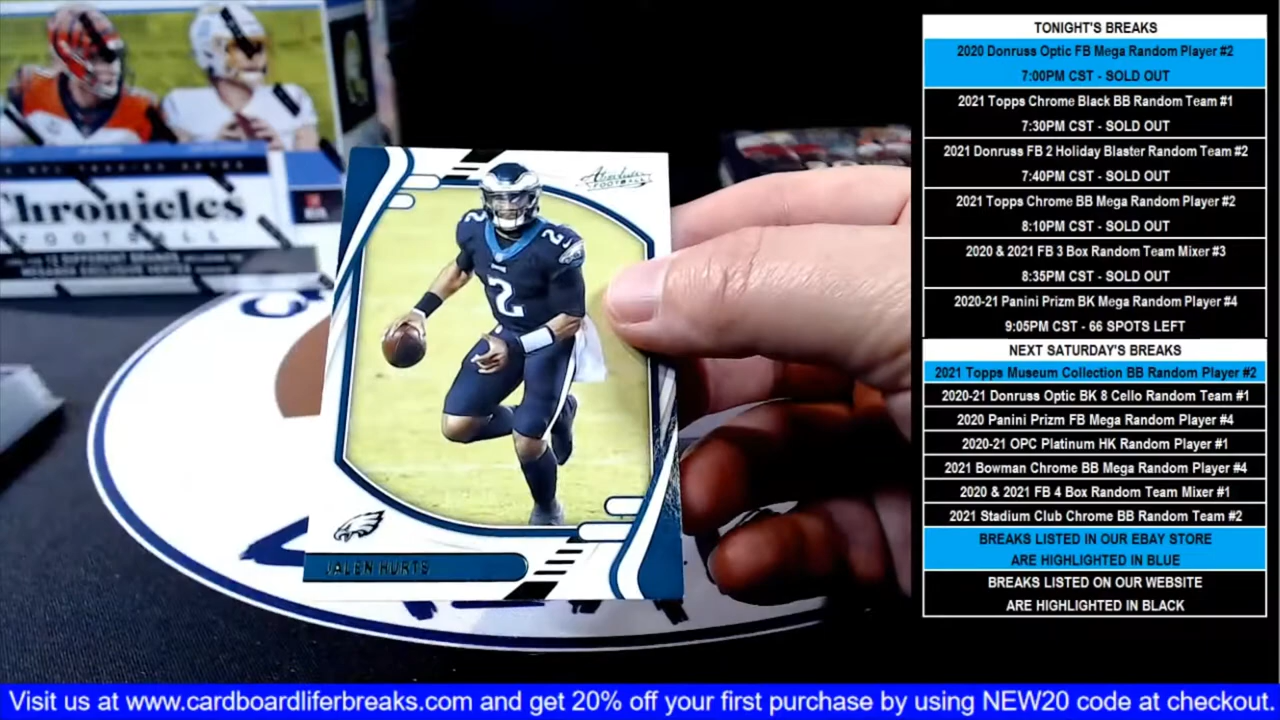 Chronicles
FOOTBALL
Absolute
FOOTBALL
2
2
2
JALEN HURTS
TONIGHT'S BREAKS
2020 Donruss Optic FB Mega Random Player #2
7:00PM CST - SOLD OUT
2021 Topps Chrome Black BB Random Team #1
7:30PM CST - SOLD OUT
2021 Donruss FB 2 Holiday Blaster Random Team #2
7:40PM CST - SOLD OUT
2021 Topps Chrome BB Mega Random Player #2
8:10PM CST - SOLD OUT
2020 & 2021 FB 3 Box Random Team Mixer #3
8:35PM CST - SOLD OUT
2020-21 Panini Prizm BK Mega Random Player #4
9:05PM CST - 66 SPOTS LEFT
NEXT SATURDAY'S BREAKS
2021 Topps Museum Collection BB Random Player #2
2020-21 Donruss Optic BK 8 Cello Random Team #1
2020 Panini Prizm FB Mega Random Player #4
2020-21 OPC Platinum HK Random Player #1
2021 Bowman Chrome BB Mega Random Player #4
2020 & 2021 FB 4 Box Random Team Mixer #1
2021 Stadium Club Chrome BB Random Team #2
BREAKS LISTED IN OUR EBAY STORE
ARE HIGHLIGHTED IN BLUE
BREAKS LISTED ON OUR WEBSITE
ARE HIGHLIGHTED IN BLACK
Visit us at www.cardboardliferbreaks.com and get 20% off your first purchase by using NEW20 code at checkout.